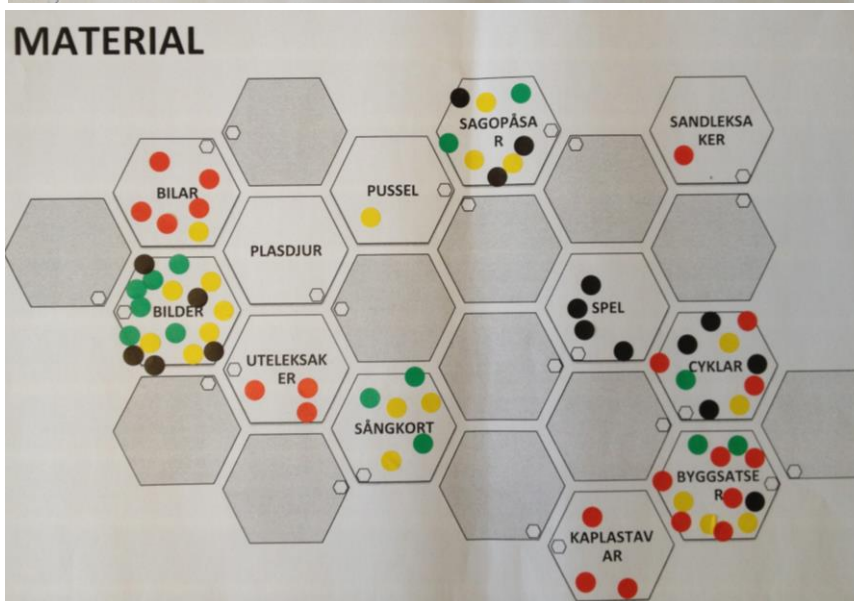 MATERIAL
SAGOPÅSA
R
SANDLEKSA
KER
BILAR
PUSSEL
PLASDJUR
BILDER
SPEL
UTELEKSAK
ER
CYKLAR
SÅNGKORT
BYGGSATSE
R
KAPLASTAV
AR